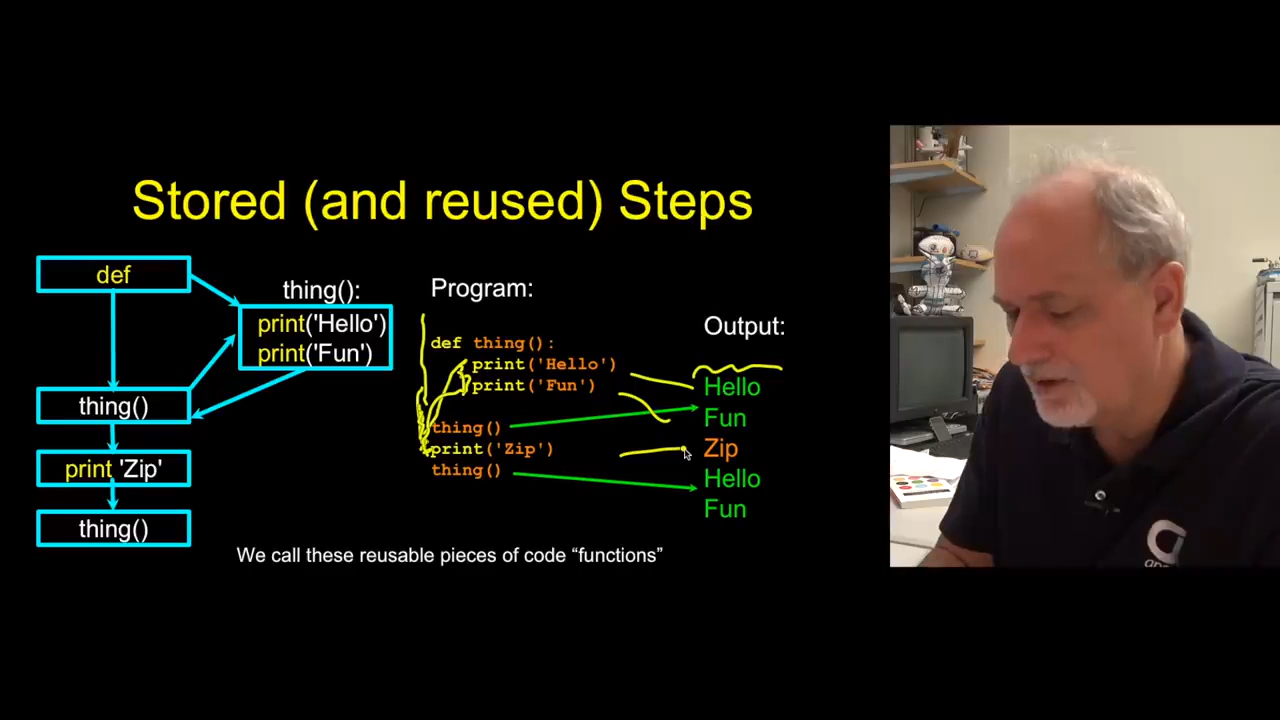 Stored (and reused) Steps
def
thing():
print('Hello')
print('Fun')
thing()
print 'Zip'
thing()
Program:
def thing():
print('Hello')
print('Fun')
thing()
print('Zip')
thing()
Output:
Hello
Fun
Zip
Hello
Fun
We call these reusable pieces of code “functions”